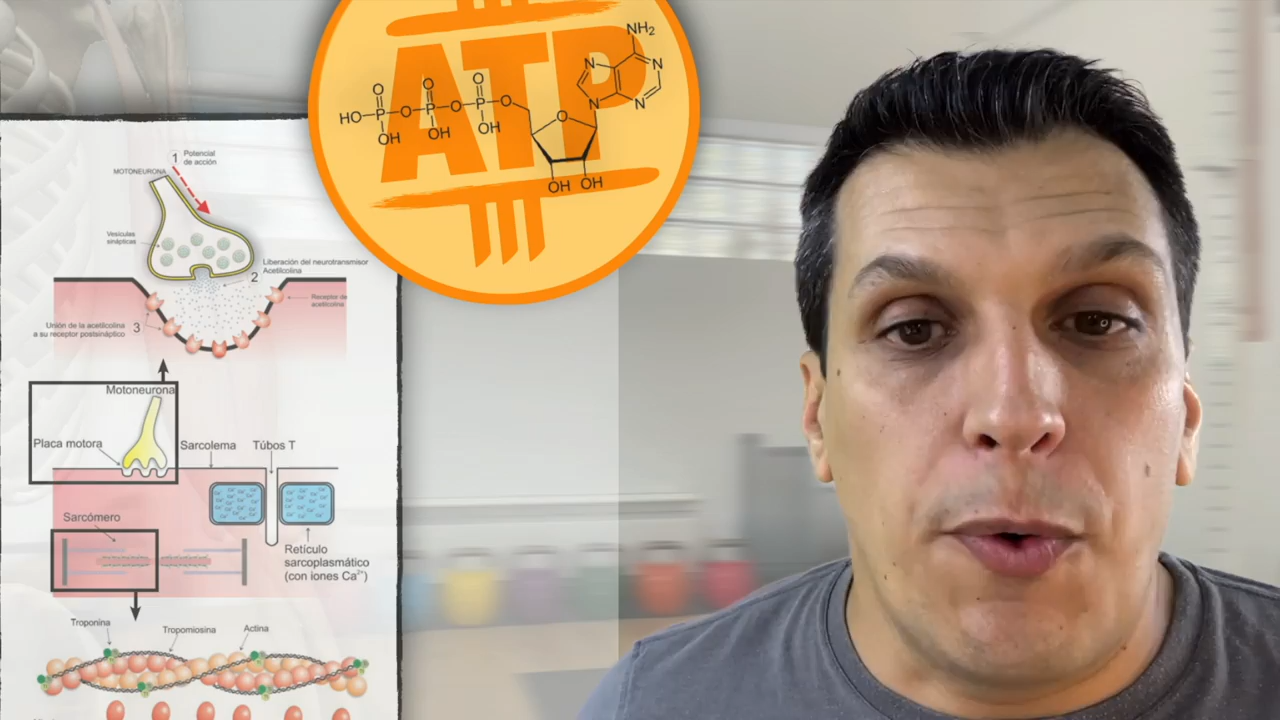 ATP
NH₂
N
N
N
N
O
O
O
HO-P-O-P-O-P-O
O
OH
OH
OH
OH
OH
1
Potencial
de acción
MOTONEURONA
Vesículas
sinápticas
2
Liberación del neurotransmisor
Acetilcolina
Receptor de
acetilcolina
Unión de la acetilcolina
a su receptor postsináptico
3
Motoneurona
Placa motora
Sarcolema
Túbos T
Sarcómero
Retículo
sarcoplasmático
(con iones Ca²⁺)
Troponina
Tropomiosina
Actina